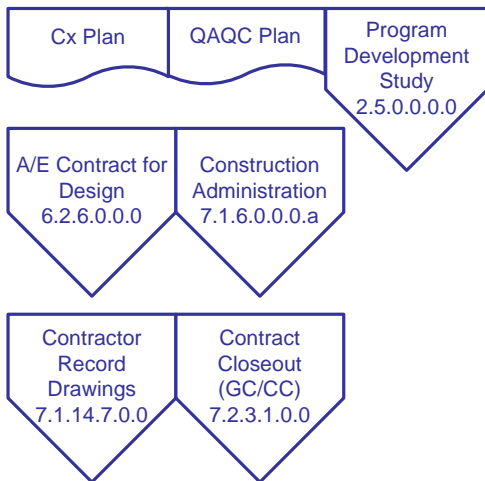 Cx Plan
QAQC Plan
Program
Development
Study
2.5.0.0.0.0
A/E Contract for
Design
6.2.6.0.0.0
Construction
Administration
7.1.6.0.0.0.a
Contractor
Record
Drawings
7.1.14.7.0.0
Contract
Closeout
(GC/CC)
7.2.3.1.0.0